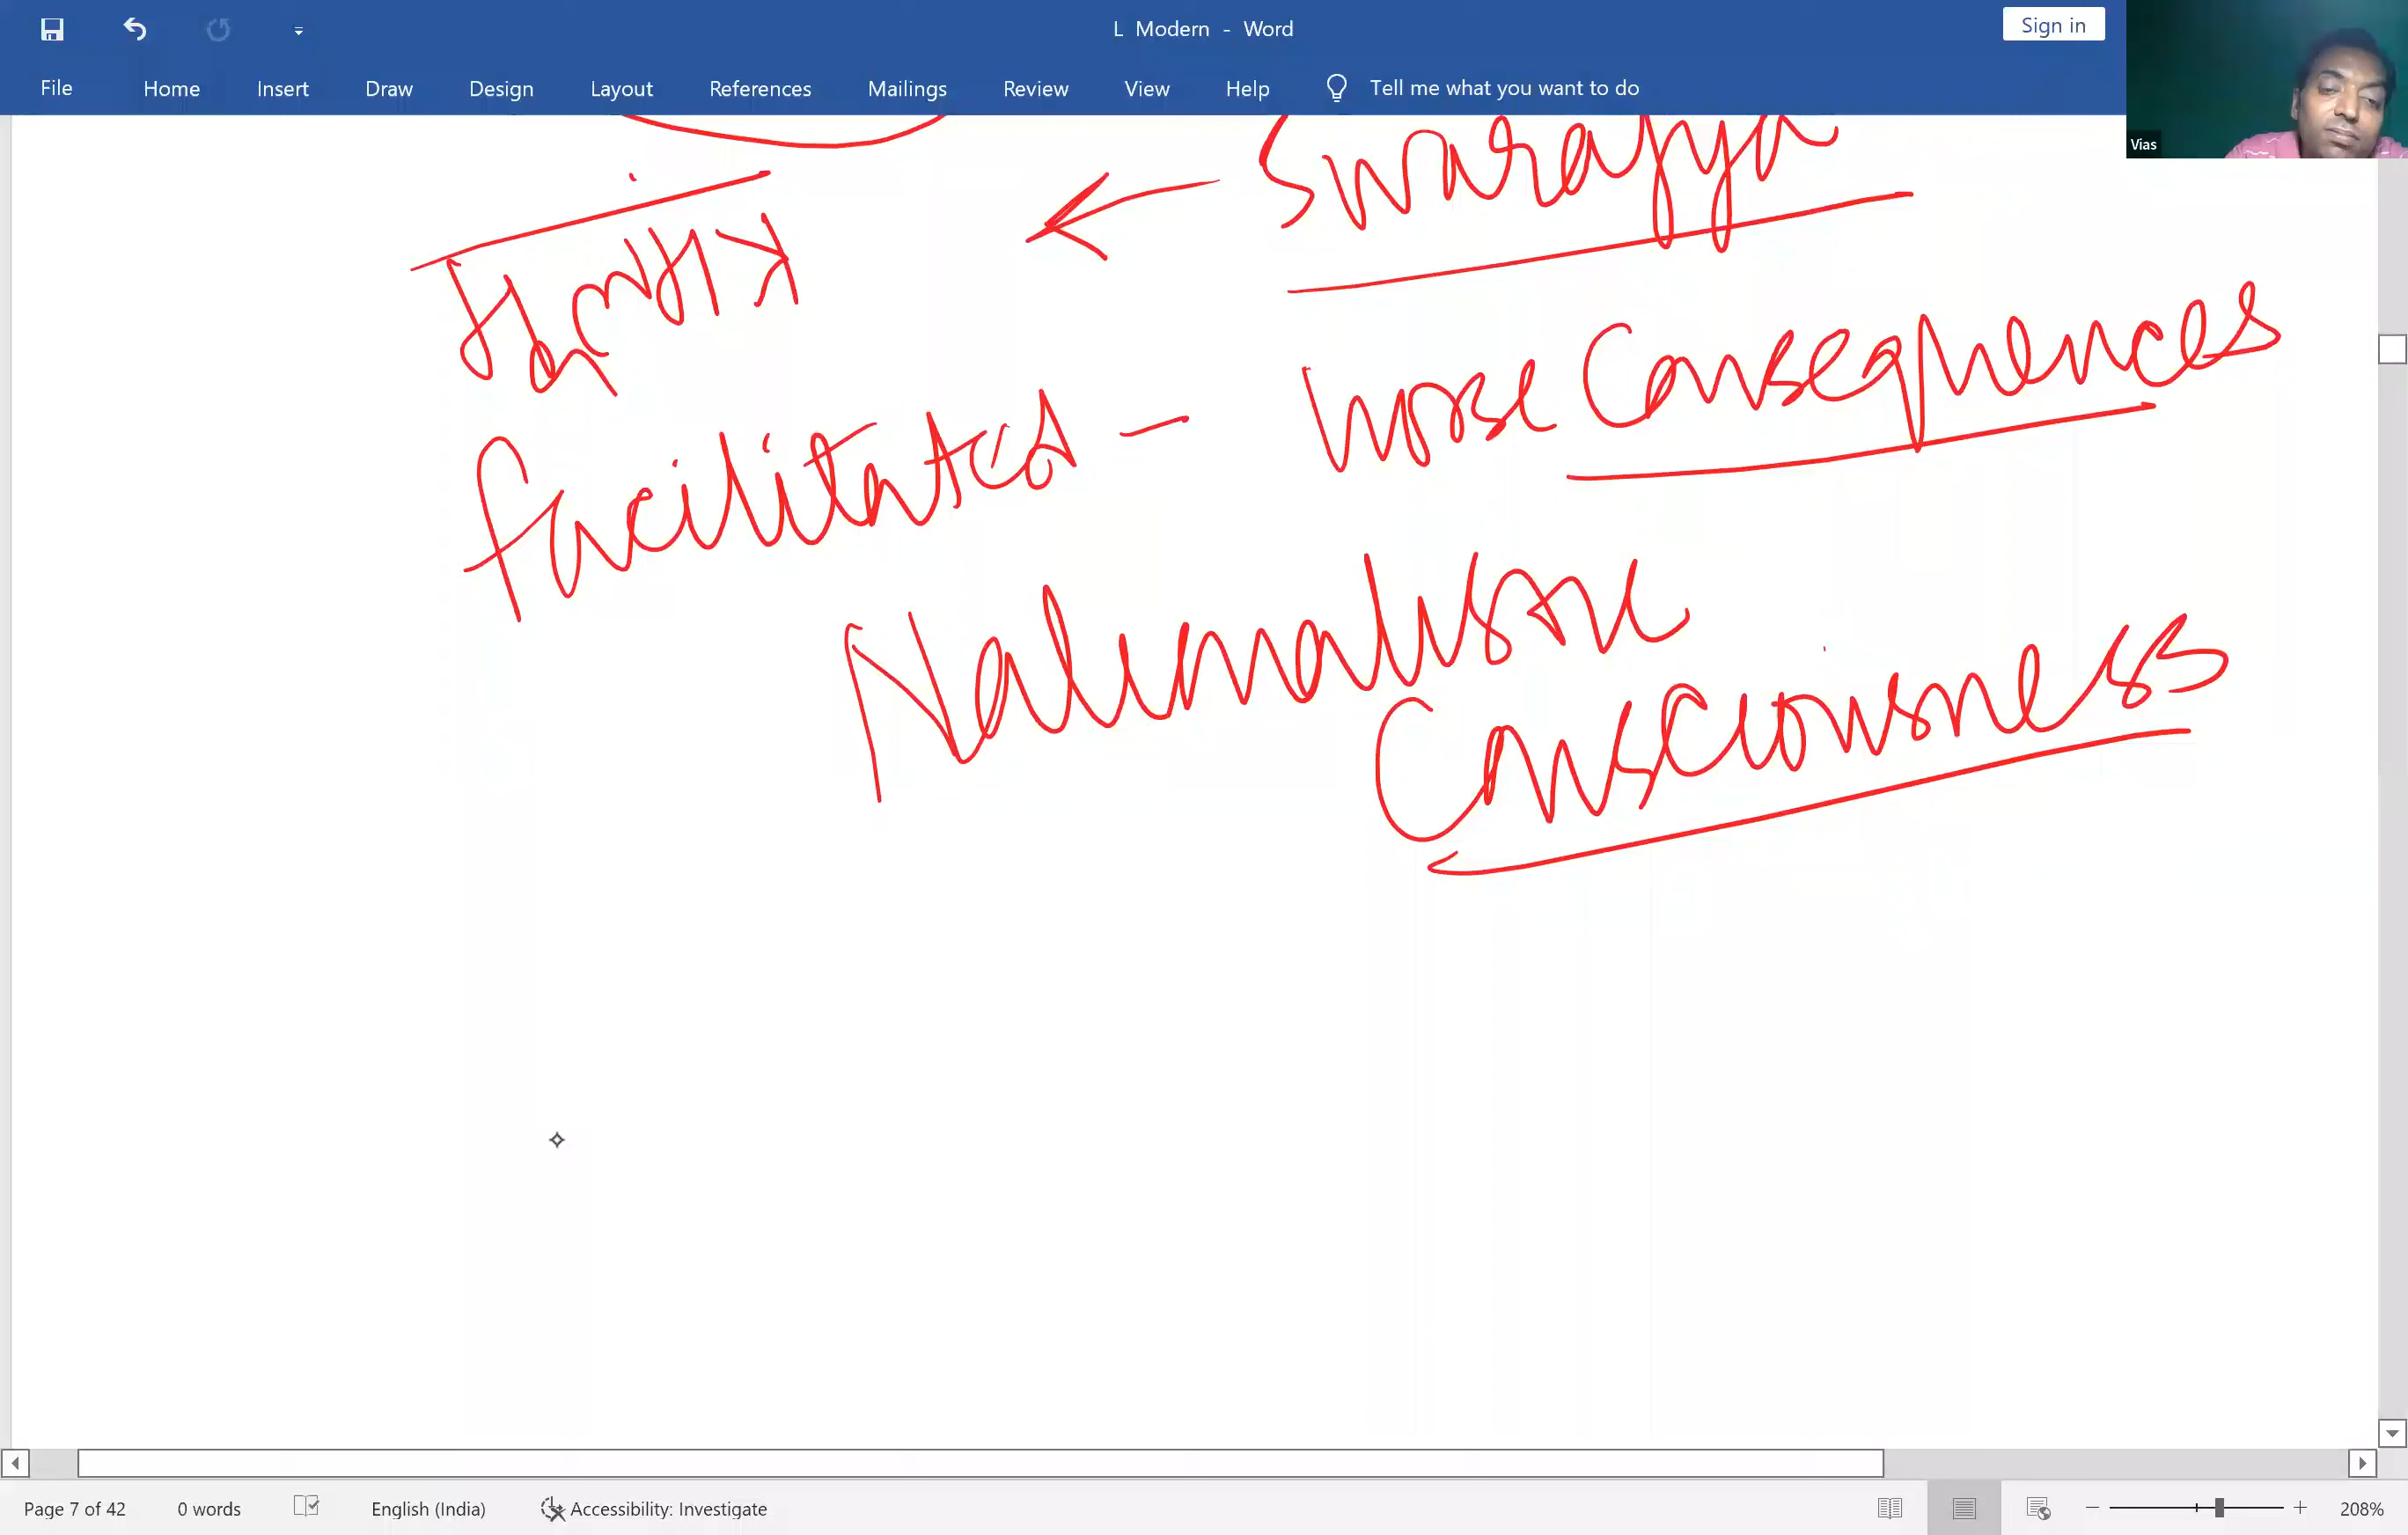 L Modern - Word
Sign in
File Home Insert Draw Design Layout References Mailings Review View Help Tell me what you want to do
Vias
← Swarajya
facilitated - worse Consequences
Nationalistic
Consciousness
Page 7 of 42 0 words English (India) Accessibility: Investigate 208%